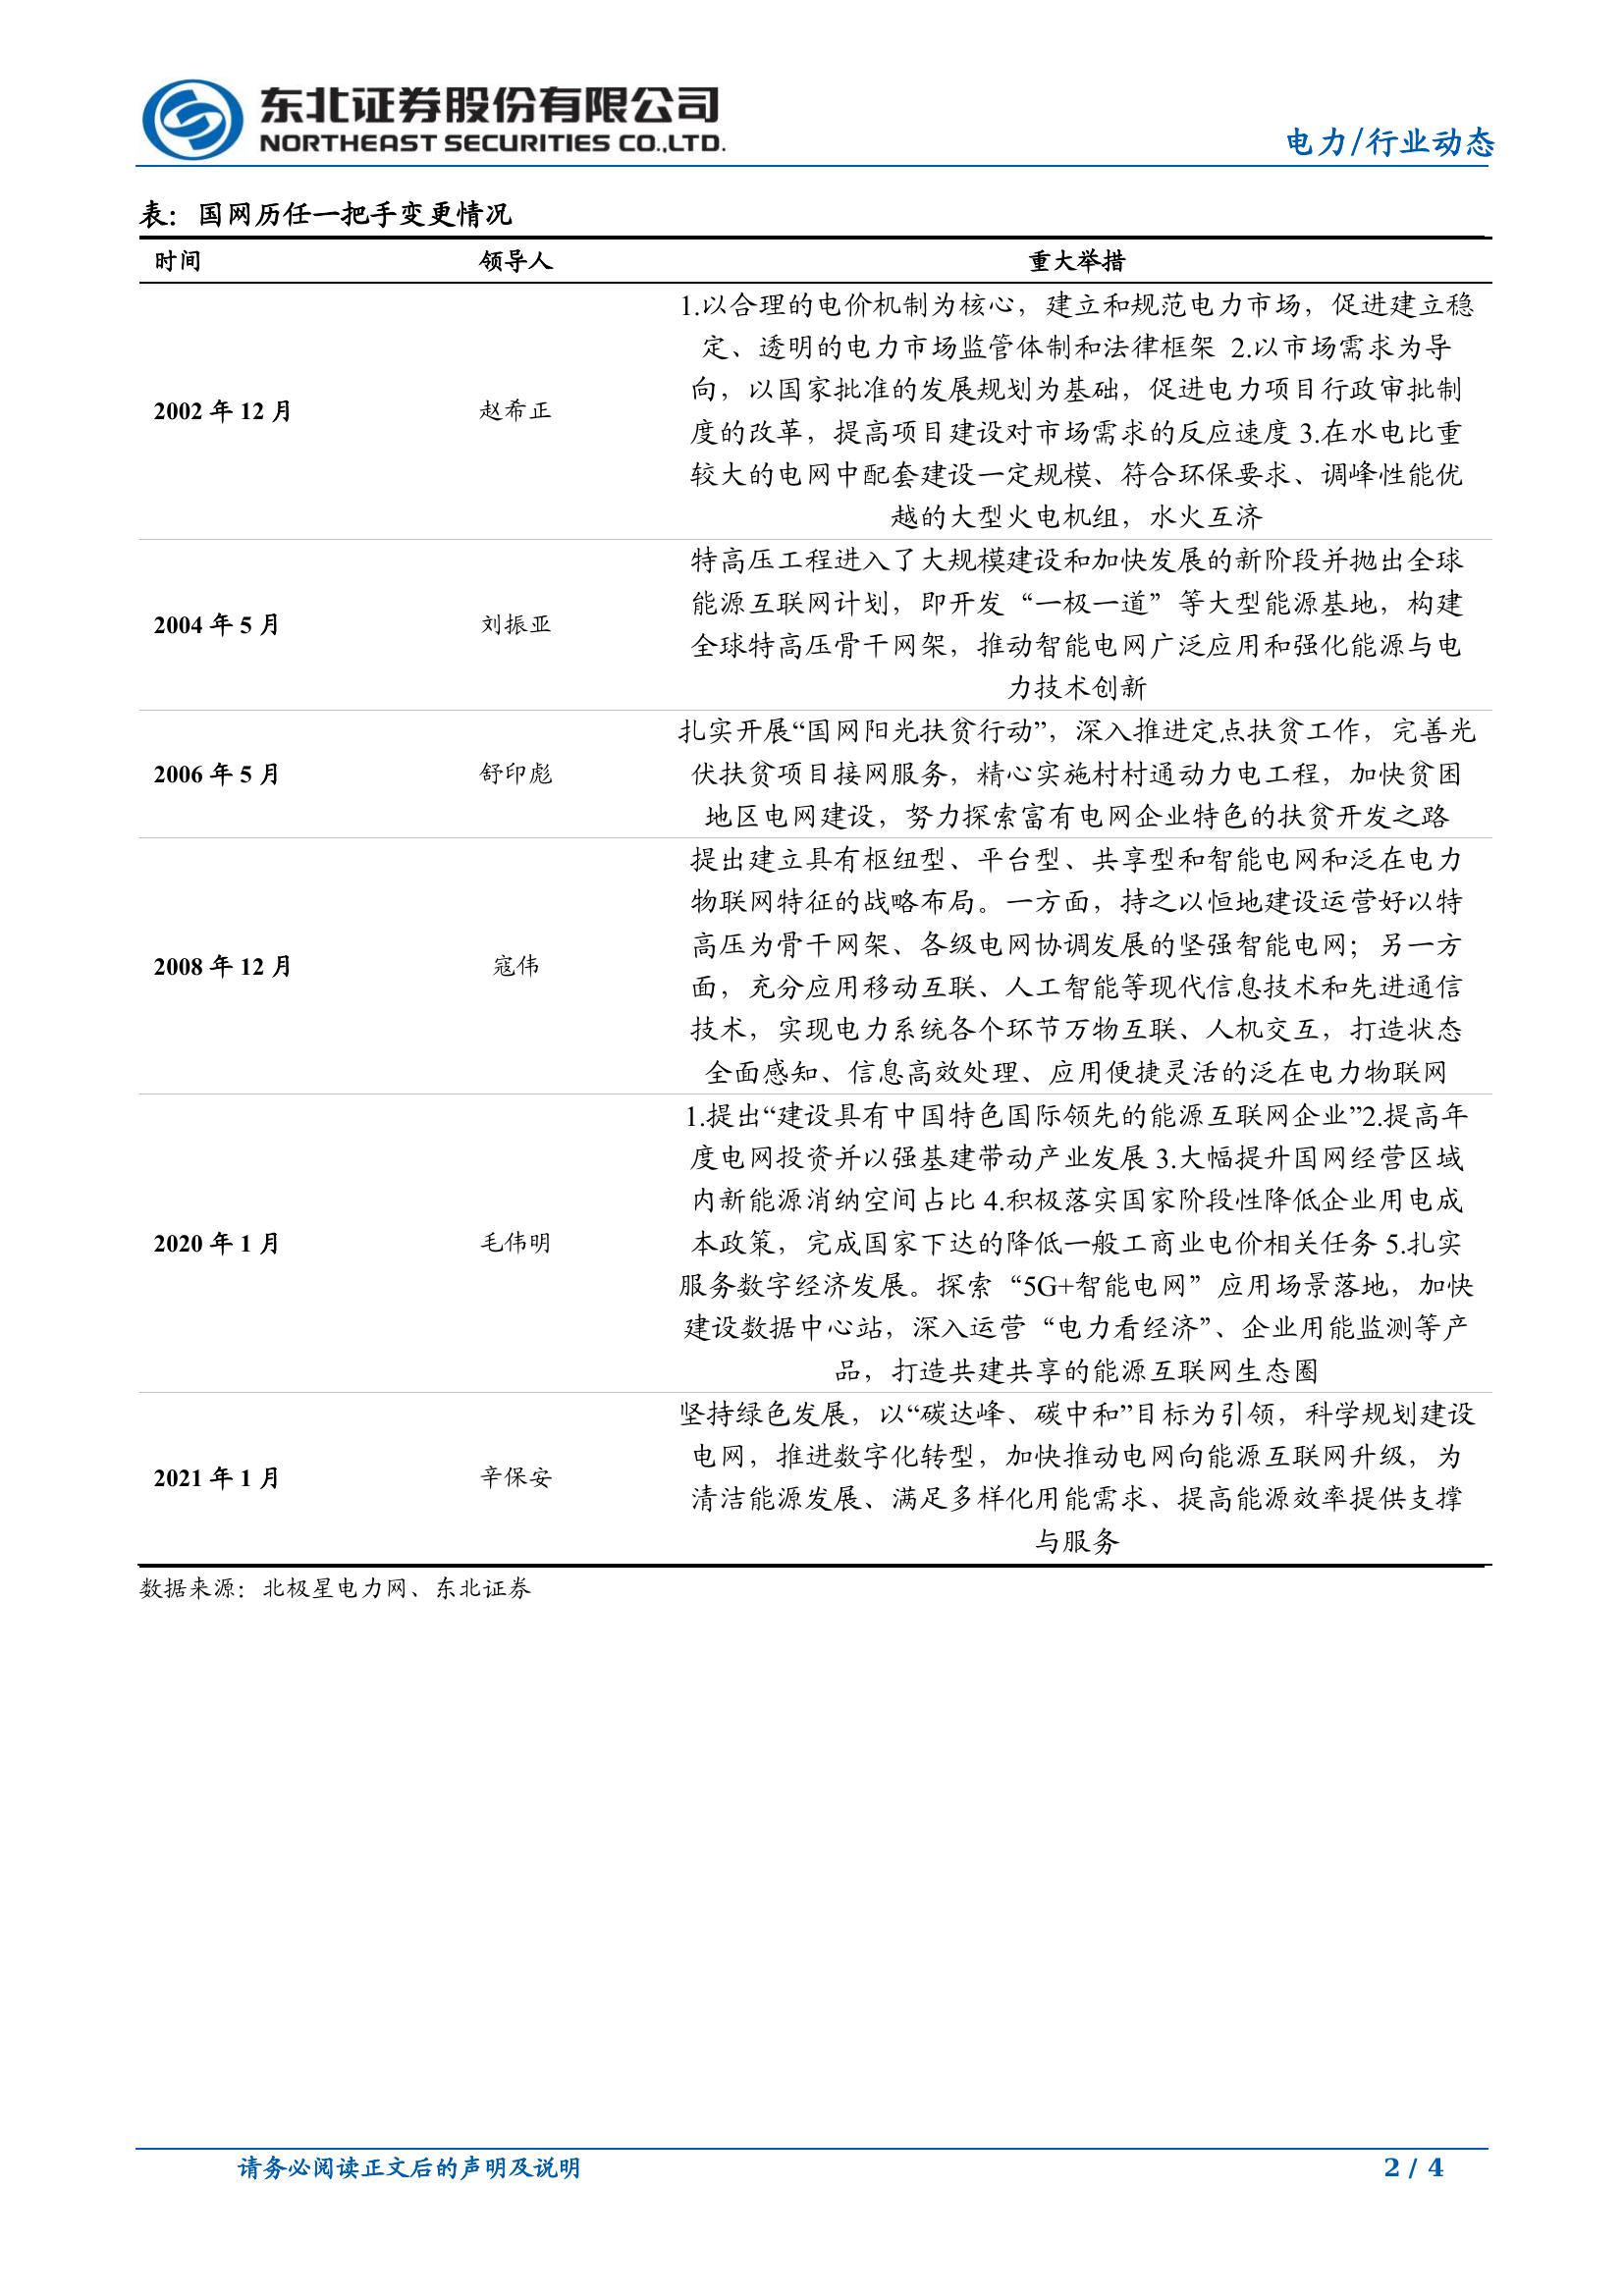 东北证券股份有限公司
NORTHEAST SECURITIES CO.,LTD.
电力/行业动态
表：国网历任一把手变更情况
时间 领导人 重大举措
1.以合理的电价机制为核心，建立和规范电力市场，促进建立稳
定、透明的电力市场监管体制和法律框架 2.以市场需求为导
向，以国家批准的发展规划为基础，促进电力项目行政审批制
2002 年 12 月 赵希正
度的改革，提高项目建设对市场需求的反应速度 3.在水电比重
较大的电网中配套建设一定规模、符合环保要求、调峰性能优
越的大型火电机组，水火互济
特高压工程进入了大规模建设和加快发展的新阶段并抛出全球
能源互联网计划，即开发“一极一道”等大型能源基地，构建
2004 年 5 月 刘振亚
全球特高压骨干网架，推动智能电网广泛应用和强化能源与电
力技术创新
扎实开展“国网阳光扶贫行动”，深入推进定点扶贫工作，完善光
2006 年 5 月 舒印彪 伏扶贫项目接网服务，精心实施村村通动力电工程，加快贫困
地区电网建设，努力探索富有电网企业特色的扶贫开发之路
提出建立具有枢纽型、平台型、共享型和智能电网和泛在电力
物联网特征的战略布局。一方面，持之以恒地建设运营好以特
高压为骨干网架、各级电网协调发展的坚强智能电网；另一方
2008 年 12 月 寇伟
面，充分应用移动互联、人工智能等现代信息技术和先进通信
技术，实现电力系统各个环节万物互联、人机交互，打造状态
全面感知、信息高效处理、应用便捷灵活的泛在电力物联网
1.提出“建设具有中国特色国际领先的能源互联网企业”2.提高年
度电网投资并以强基建带动产业发展 3.大幅提升国网经营区域
内新能源消纳空间占比 4.积极落实国家阶段性降低企业用电成
2020 年 1 月 毛伟明 本政策，完成国家下达的降低一般工商业电价相关任务 5.扎实
服务数字经济发展。探索“5G+智能电网”应用场景落地，加快
建设数据中心站，深入运营“电力看经济”、企业用能监测等产
品，打造共建共享的能源互联网生态圈
坚持绿色发展，以“碳达峰、碳中和”目标为引领，科学规划建设
电网，推进数字化转型，加快推动电网向能源互联网升级，为
2021 年 1 月 辛保安
清洁能源发展、满足多样化用能需求、提高能源效率提供支撑
与服务
数据来源：北极星电力网、东北证券
请务必阅读正文后的声明及说明 2 / 4